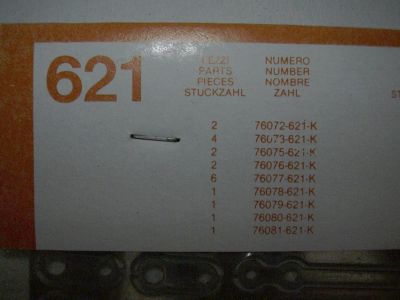 621
PEZZI NUMERO
PARTS NUMBER
PIECES NOMBRE
STUCKZAHL ZAHL
2 76072-621-K
4 76073-621-K
2 76075-621-K
2 76076-621-K
6 76077-621-K
1 76078-621-K
1 76079-621-K
1 76080-621-K
1 76081-621-K